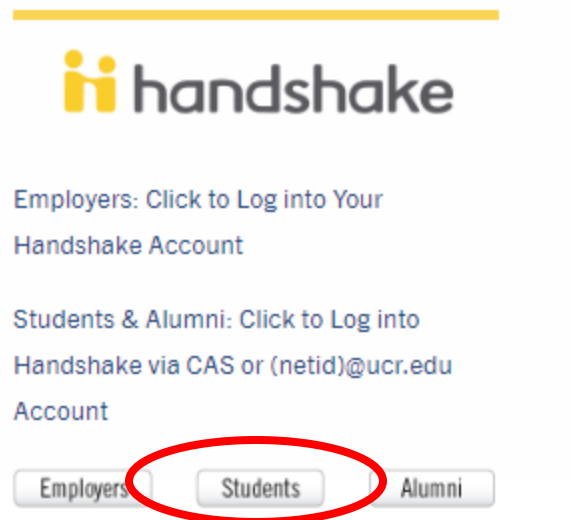 handshake
Employers: Click to Log into Your
Handshake Account
Students & Alumni: Click to Log into
Handshake via CAS or (netid)@ucr.edu
Account
Employers Students Alumni